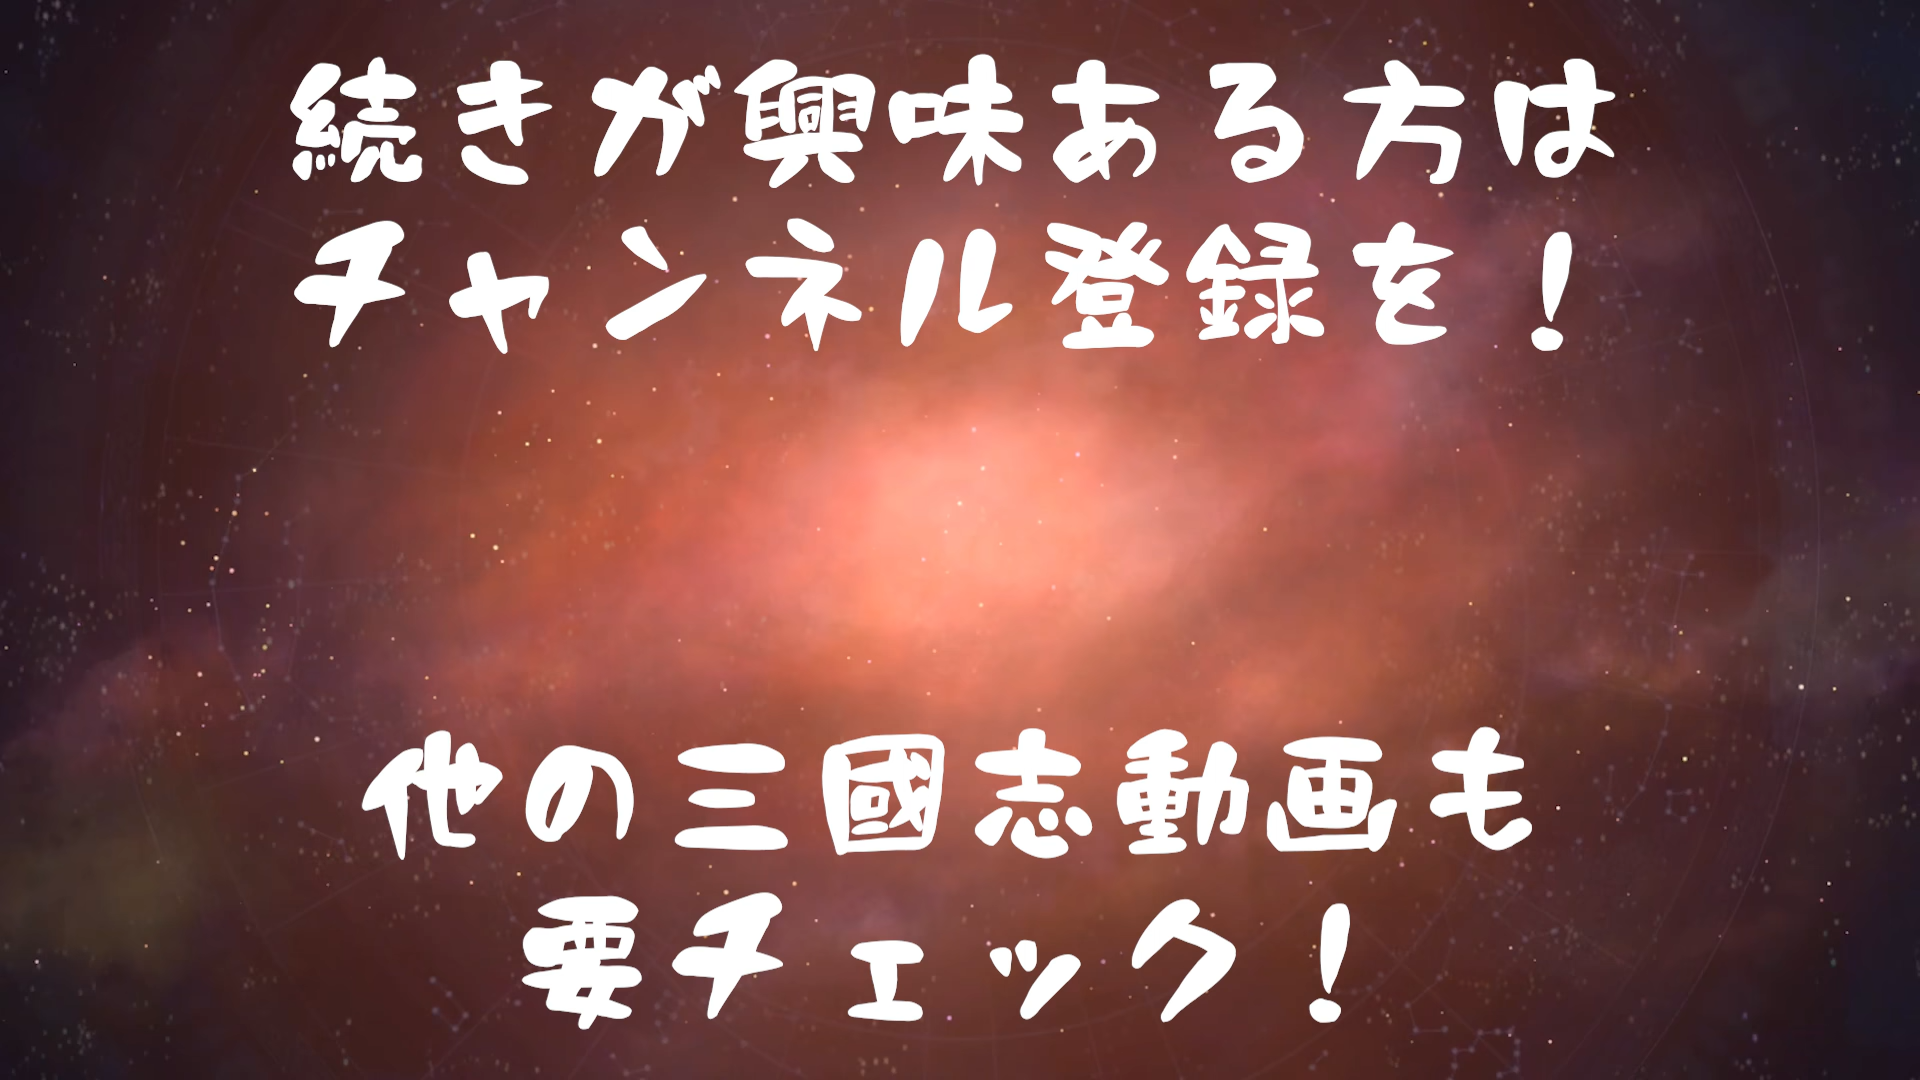 続きが興味ある方は
チャンネル登録を！
他の三國志動画も
要チェック！